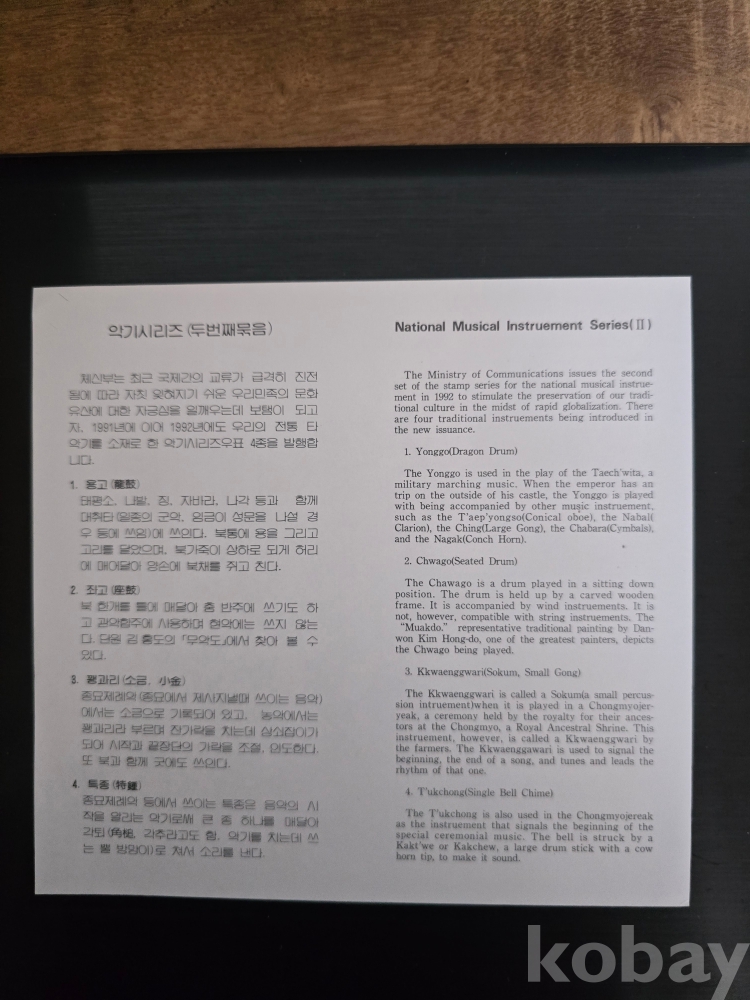 악기시리즈(두번째묶음)
체신부는 최근 국제간의 교류가 급격히 진전
됨에 따라 자칫 잊혀지기 쉬운 우리민족의 문화
유산에 대한 자긍심을 일깨우는데 보탬이 되고
자, 1991년에 이어 1992년에도 우리의 전통 타
악기를 소재로 한 악기시리즈우표 4종을 발행합
니다.
1. 용고(龍鼓)
태평소, 나발, 징, 자바라, 나각 등과 함께
대취타(일종의 군악, 임금이 성문을 나설 경
우 등에 쓰임)에 쓰인다. 북통에 용을 그리고
고리를 달았으며, 북가죽이 상하로 되게 허리
에 메어달아 양손에 북채를 쥐고 친다.
2. 좌고(座鼓)
북 한개를 틀에 매달아 춤 반주에 쓰기도 하
고 관악합주에 사용하며 현악에는 쓰지 않는
다. 단원 김홍도의 「무악도」에서 찾아 볼 수
있다.
3. 꽹과리(소금, 小金)
종묘제례악(종묘에서 제사지낼때 쓰이는 음악)
에서는 소금으로 기록되어 있고, 농악에서는
꽹과리라 부르며 잔가락을 치는데 상쇠잡이가
되어 시작과 끝장단의 가락을 조절, 인도한다.
또 북과 함께 굿에도 쓰인다.
4. 특종(特鍾)
종묘제례악 등에서 쓰이는 특종은 음악의 시
작을 알리는 악기로써 큰 종 하나를 매달아
각퇴(角槌, 각추라고도 함. 악기를 치는데 쓰
는 뿔 방망이)로 쳐서 소리를 낸다.
National Musical Instruement Series(Ⅱ)
The Ministry of Communications issues the second
set of the stamp series for the national musical instrue-
ment in 1992 to stimulate the preservation of our tradi-
tional culture in the midst of rapid globalization. There
are four traditional instruements being introduced in
the new issuance.
1. Yonggo(Dragon Drum)
The Yonggo is used in the play of the Taech'wita, a
military marching music. When the emperor has an
trip on the outside of his castle, the Yonggo is played
with being accompanied by other music instruement,
such as the T'aep'yongso(Conical oboe), the Nabal(
Clarion), the Ching(Large Gong), the Chabara(Cymbals),
and the Nagak(Conch Horn).
2. Chwago(Seated Drum)
The Chawago is a drum played in a sitting down
position. The drum is held up by a carved wooden
frame. It is accompanied by wind instruements. It is
not, however, compatible with string instruements. The
"Muakdo." representative traditional painting by Dan-
won Kim Hong-do, one of the greatest painters, depicts
the Chwago being played.
3. Kkwaenggwari(Sokum, Small Gong)
The Kkwaenggwari is called a Sokum(a small percus-
sion intruement)when it is played in a Chongmyojer-
yeak, a ceremony held by the royalty for their ances-
tors at the Chongmyo, a Royal Ancestral Shrine. This
instruement, however, is called a Kkwaenggwari by
the farmers. The Kkwaenggawari is used to signal the
beginning, the end of a song, and tunes and leads the
rhythm of that one.
4. T'ukchong(Single Bell Chime)
The T'ukchong is also used in the Chongmyojereak
as the instruement that signals the beginning of the
special ceremonial music. The bell is struck by a
Kakt'we or Kakchew, a large drum stick with a cow
horn tip, to make it sound.
kobay